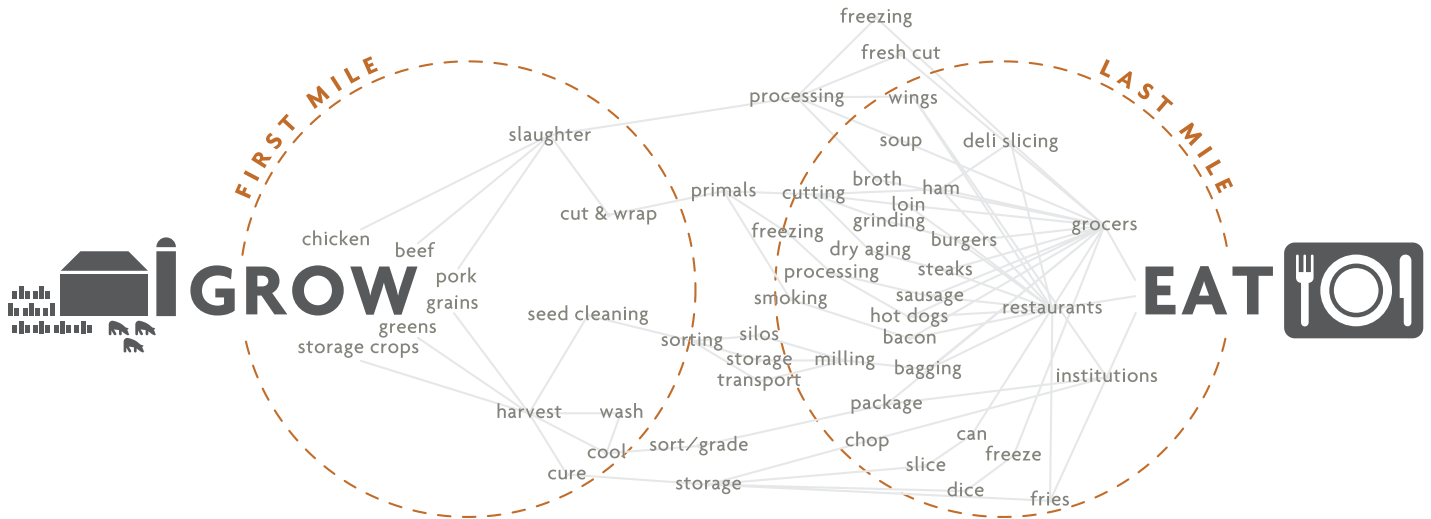 FIRST MILE
LAST MILE
GROW
chicken
beef
pork
grains
greens
storage crops
slaughter
cut & wrap
seed cleaning
harvest
wash
cool
cure
sorting
sort/grade
storage
primals
processing
freezing
fresh cut
wings
soup
deli slicing
cutting
broth
ham
loin
grinding
freezing
dry aging
burgers
processing
steaks
smoking
sausage
hot dogs
bacon
silos
storage
transport
milling
bagging
package
chop
can
freeze
slice
dice
fries
grocers
restaurants
institutions
EAT